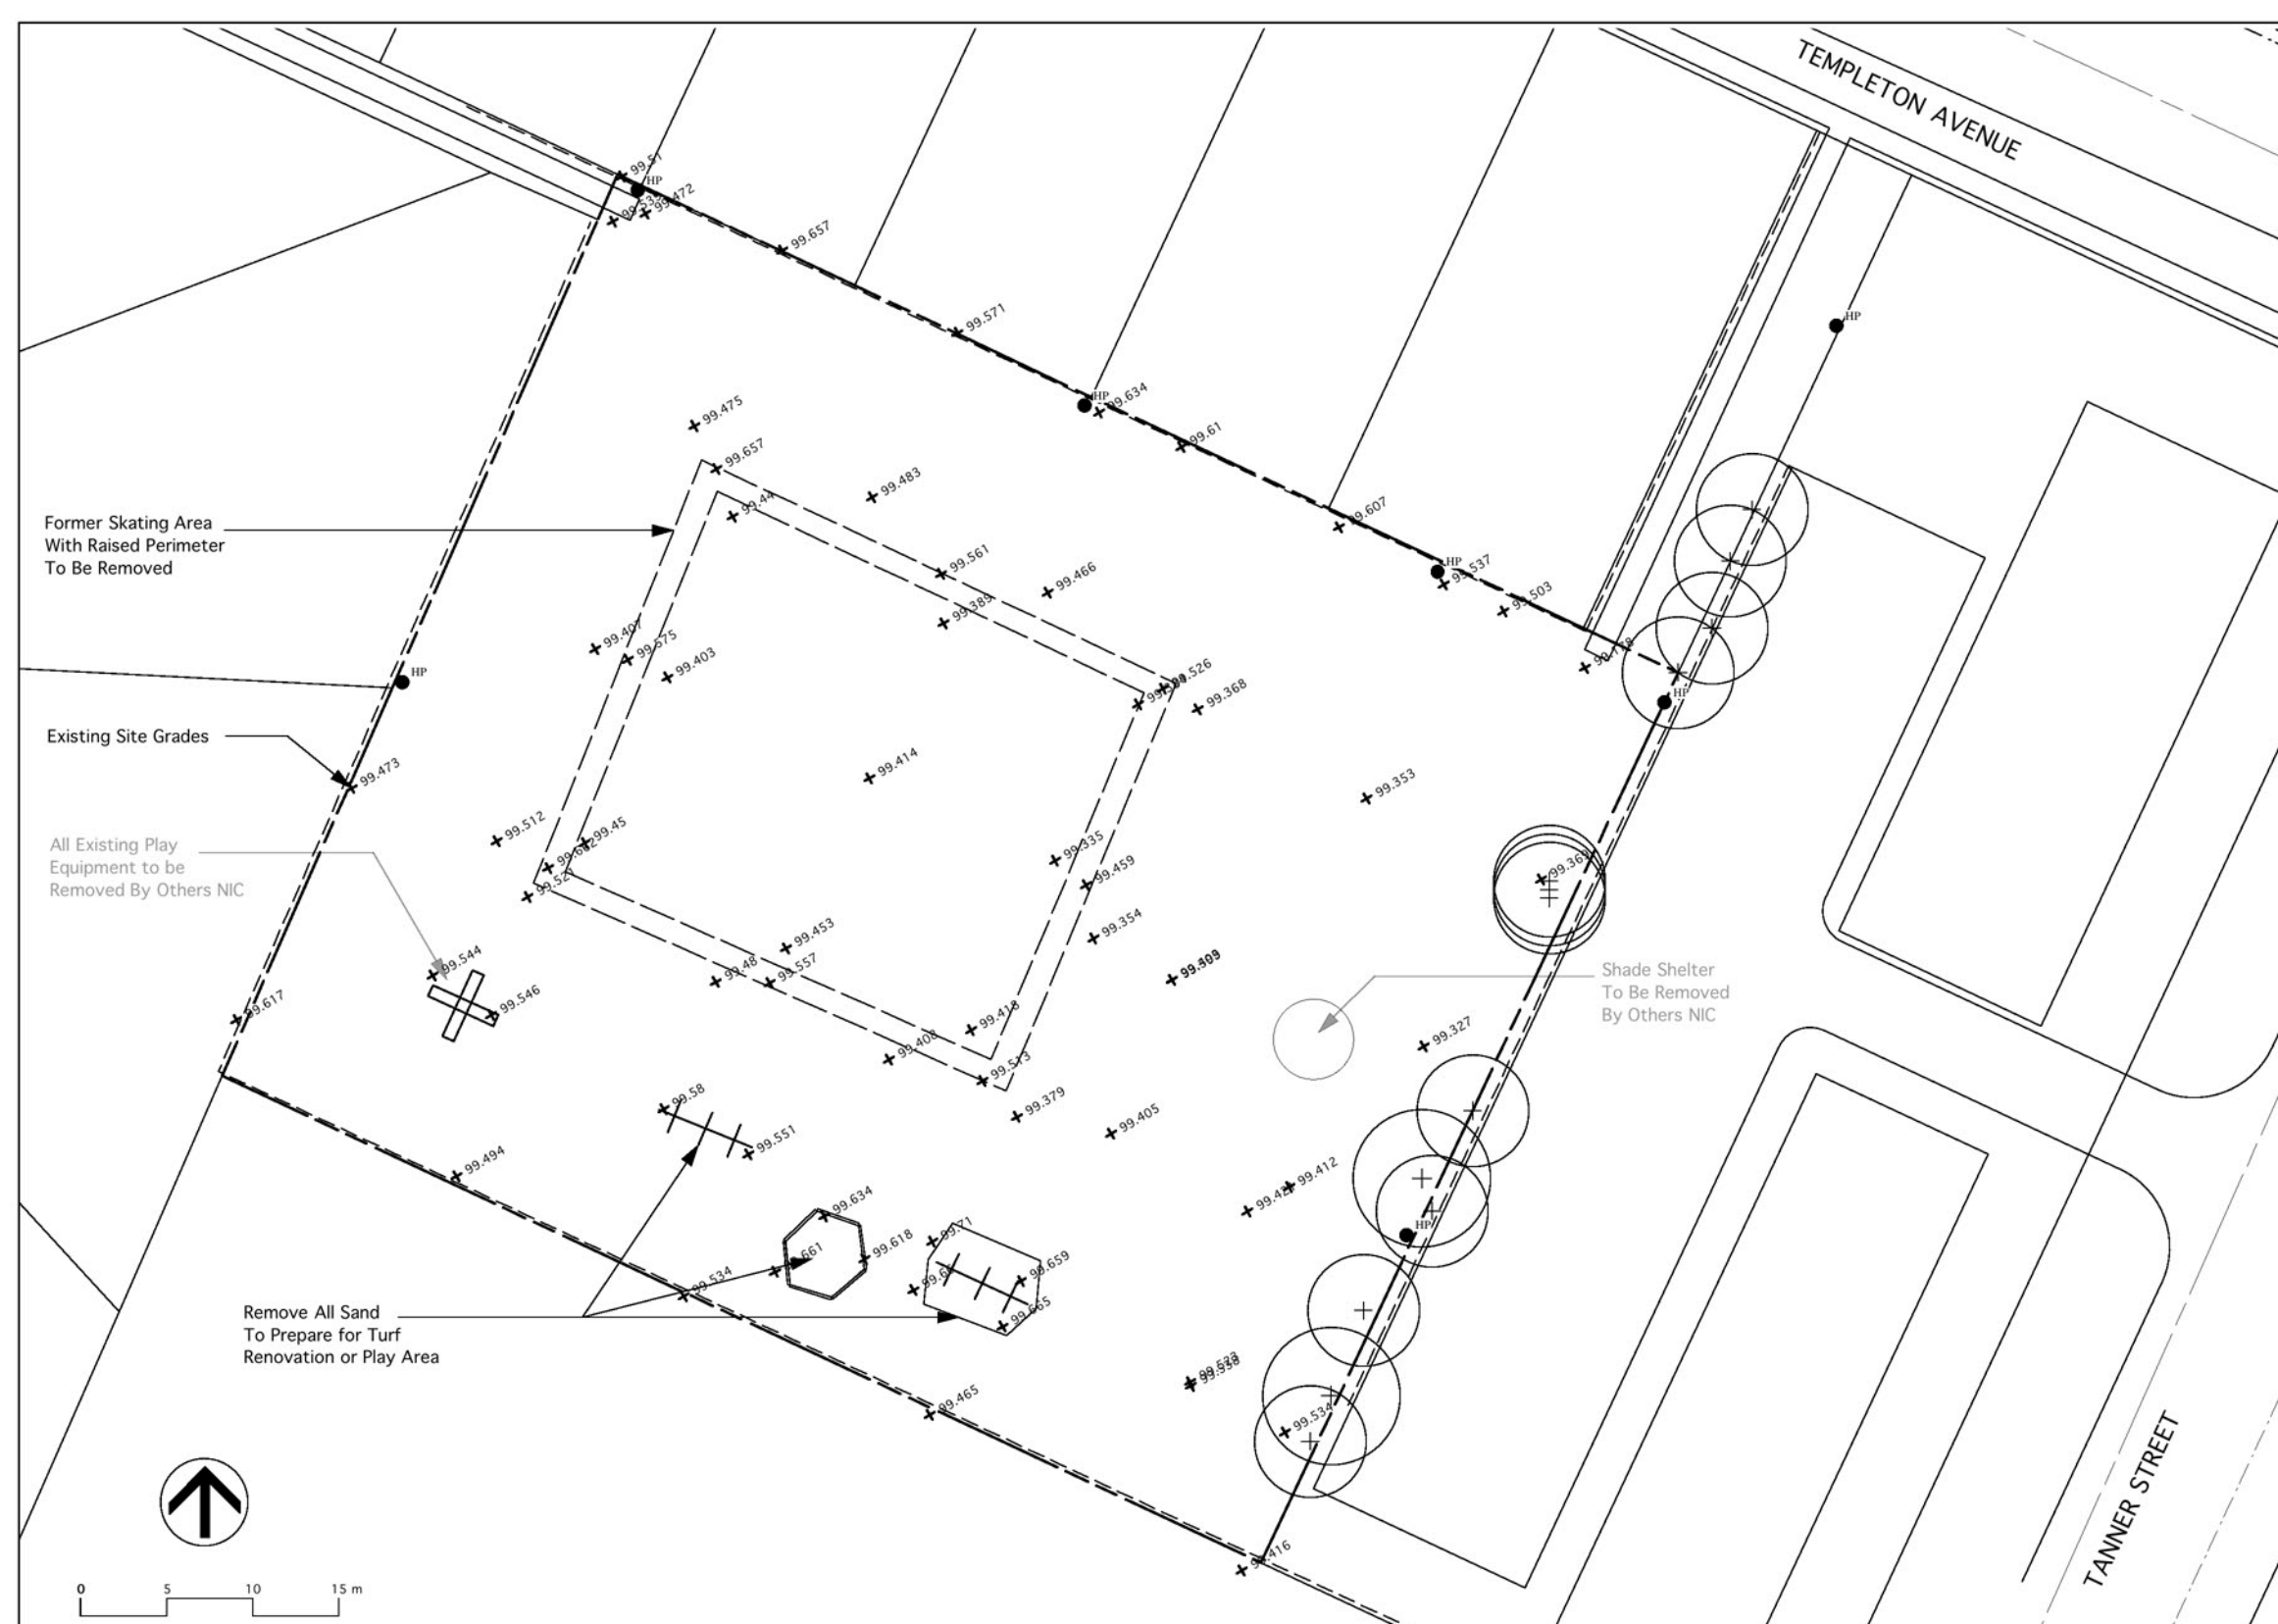 TEMPLETON AVENUE
99.51
HP
99.472
99.657
99.571
HP
HP
99.634
99.475
99.61
99.657
99.483
99.44
99.607
Former Skating Area
With Raised Perimeter
To Be Removed
99.561
99.466
HP
99.537
99.389
99.503
99.407
99.575
99.403
HP
99.526
99.368
HP
Existing Site Grades
99.473
99.414
99.353
99.512
99.45
All Existing Play
Equipment to be
Removed By Others NIC
99.335
99.459
99.369
99.453
99.354
99.544
99.48
99.557
Shade Shelter
To Be Removed
By Others NIC
99.617
99.546
99.418
99.327
99.408
99.513
99.58
99.379
99.405
99.551
99.494
99.412
99.634
HP
99.618
99.659
99.534
Remove All Sand
To Prepare for Turf
Renovation or Play Area
99.665
99.465
99.534
TANNER STREET
0 5 10 15 m